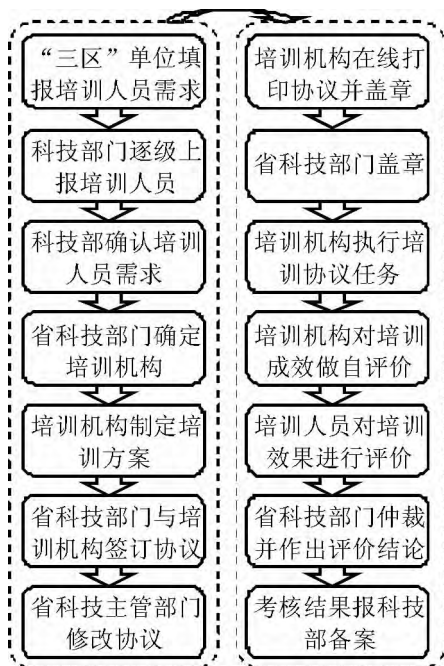 “三区”单位填
报培训人员需求
科技部门逐级上
报培训人员
科技部确认培训
人员需求
省科技部门确定
培训机构
培训机构制定培
训方案
省科技部门与培
训机构签订协议
省科技主管部门
修改协议
培训机构在线打
印协议并盖章
省科技部门盖章
培训机构执行培
训协议任务
培训机构对培训
成效做自评价
培训人员对培训
效果进行评价
省科技部门仲裁
并作出评价结论
考核结果报科技
部备案